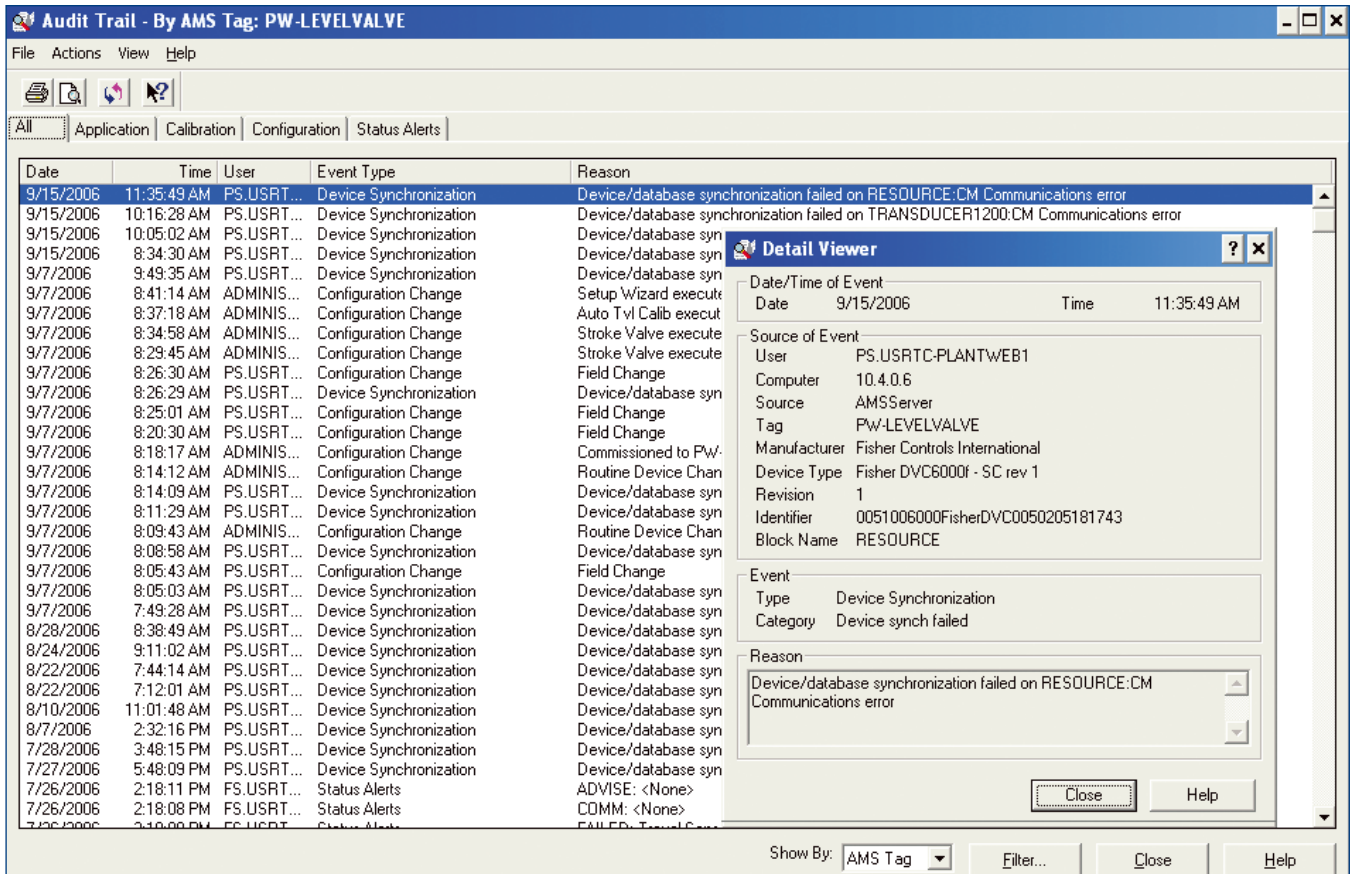 Audit Trail - By AMS Tag: PW-LEVELVALVE
File Actions View Help
All Application Calibration Configuration Status Alerts
Date Time User Event Type Reason
9/15/2006 11:35:49 AM PS.USRT... Device Synchronization Device/database synchronization failed on RESOURCE:CM Communications error
9/15/2006 10:16:28 AM PS.USRT... Device Synchronization Device/database synchronization failed on TRANSDUCER1200:CM Communications error
9/15/2006 10:05:02 AM PS.USRT... Device Synchronization Device/database syn
9/15/2006 8:34:30 AM PS.USRT... Device Synchronization Device/database syn
9/7/2006 9:49:35 AM PS.USRT... Device Synchronization Device/database syn
9/7/2006 8:41:14 AM ADMINIS... Configuration Change Setup Wizard execute
9/7/2006 8:37:18 AM ADMINIS... Configuration Change Auto Tvl Calib execut
9/7/2006 8:34:58 AM ADMINIS... Configuration Change Stroke Valve execute
9/7/2006 8:29:45 AM ADMINIS... Configuration Change Stroke Valve execute
9/7/2006 8:26:30 AM PS.USRT... Configuration Change Field Change
9/7/2006 8:26:29 AM PS.USRT... Device Synchronization Device/database syn
9/7/2006 8:25:01 AM PS.USRT... Configuration Change Field Change
9/7/2006 8:20:30 AM PS.USRT... Configuration Change Field Change
9/7/2006 8:18:17 AM ADMINIS... Configuration Change Commissioned to PW-
9/7/2006 8:14:12 AM ADMINIS... Configuration Change Routine Device Chan
9/7/2006 8:14:09 AM PS.USRT... Device Synchronization Device/database syn
9/7/2006 8:11:29 AM PS.USRT... Device Synchronization Device/database syn
9/7/2006 8:09:43 AM ADMINIS... Configuration Change Routine Device Chan
9/7/2006 8:08:58 AM PS.USRT... Device Synchronization Device/database syn
9/7/2006 8:05:43 AM PS.USRT... Configuration Change Field Change
9/7/2006 8:05:03 AM PS.USRT... Device Synchronization Device/database syn
9/7/2006 7:49:28 AM PS.USRT... Device Synchronization Device/database syn
8/28/2006 8:38:49 AM PS.USRT... Device Synchronization Device/database syn
8/24/2006 9:11:02 AM PS.USRT... Device Synchronization Device/database syn
8/22/2006 7:44:14 AM PS.USRT... Device Synchronization Device/database syn
8/22/2006 7:12:01 AM PS.USRT... Device Synchronization Device/database syn
8/10/2006 11:01:48 AM PS.USRT... Device Synchronization Device/database syn
8/7/2006 2:32:16 PM PS.USRT... Device Synchronization Device/database syn
7/28/2006 3:48:15 PM PS.USRT... Device Synchronization Device/database syn
7/27/2006 5:48:09 PM PS.USRT... Device Synchronization Device/database syn
7/26/2006 2:18:11 PM FS.USRT... Status Alerts ADVISE: <None>
7/26/2006 2:18:08 PM FS.USRT... Status Alerts COMM: <None>
Detail Viewer
Date/Time of Event
Date 9/15/2006 Time 11:35:49 AM
Source of Event
User PS.USRTC-PLANTWEB1
Computer 10.4.0.6
Source AMSServer
Tag PW-LEVELVALVE
Manufacturer Fisher Controls International
Device Type Fisher DVC6000f - SC rev 1
Revision 1
Identifier 0051006000FisherDVC0050205181743
Block Name RESOURCE
Event
Type Device Synchronization
Category Device synch failed
Reason
Device/database synchronization failed on RESOURCE:CM
Communications error
Close Help
Show By: AMS Tag Filter... Close Help